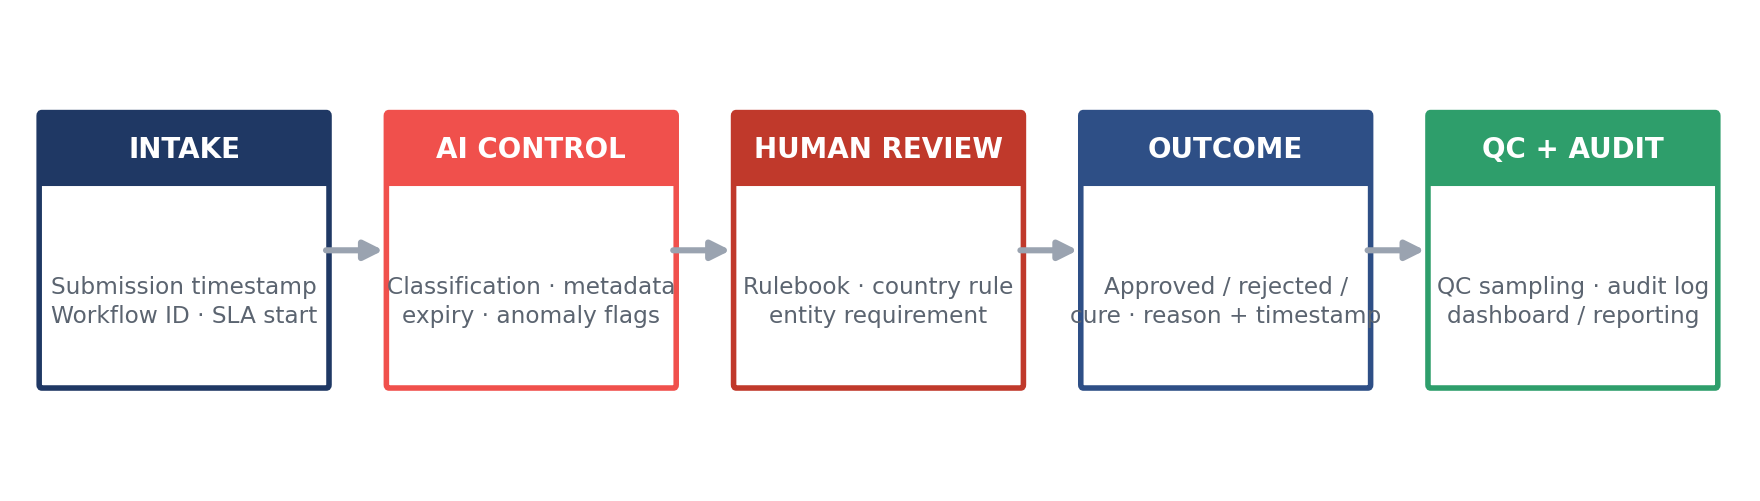 INTAKE
Submission timestamp
Workflow ID · SLA start
AI CONTROL
Classification · metadata
expiry · anomaly flags
HUMAN REVIEW
Rulebook · country rule
entity requirement
OUTCOME
Approved / rejected /
cure · reason + timestamp
QC + AUDIT
QC sampling · audit log
dashboard / reporting